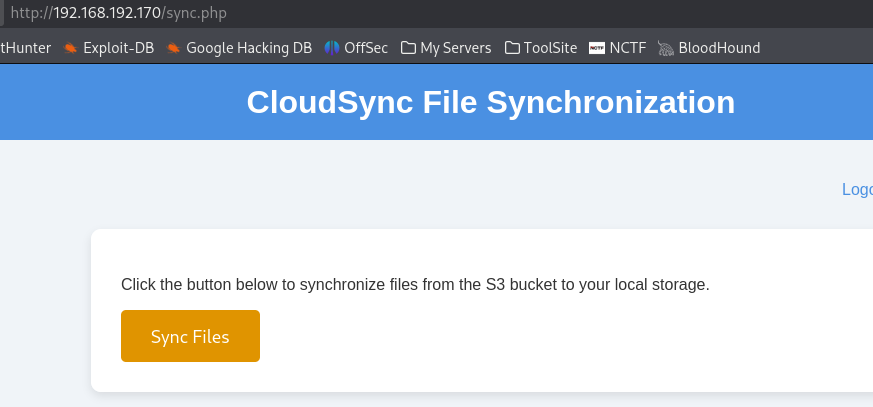 http://192.168.192.170/sync.php
tHunter Exploit-DB Google Hacking DB OffSec My Servers ToolSite NCTF NCTF BloodHound
CloudSync File Synchronization
Logo
Click the button below to synchronize files from the S3 bucket to your local storage.
Sync Files